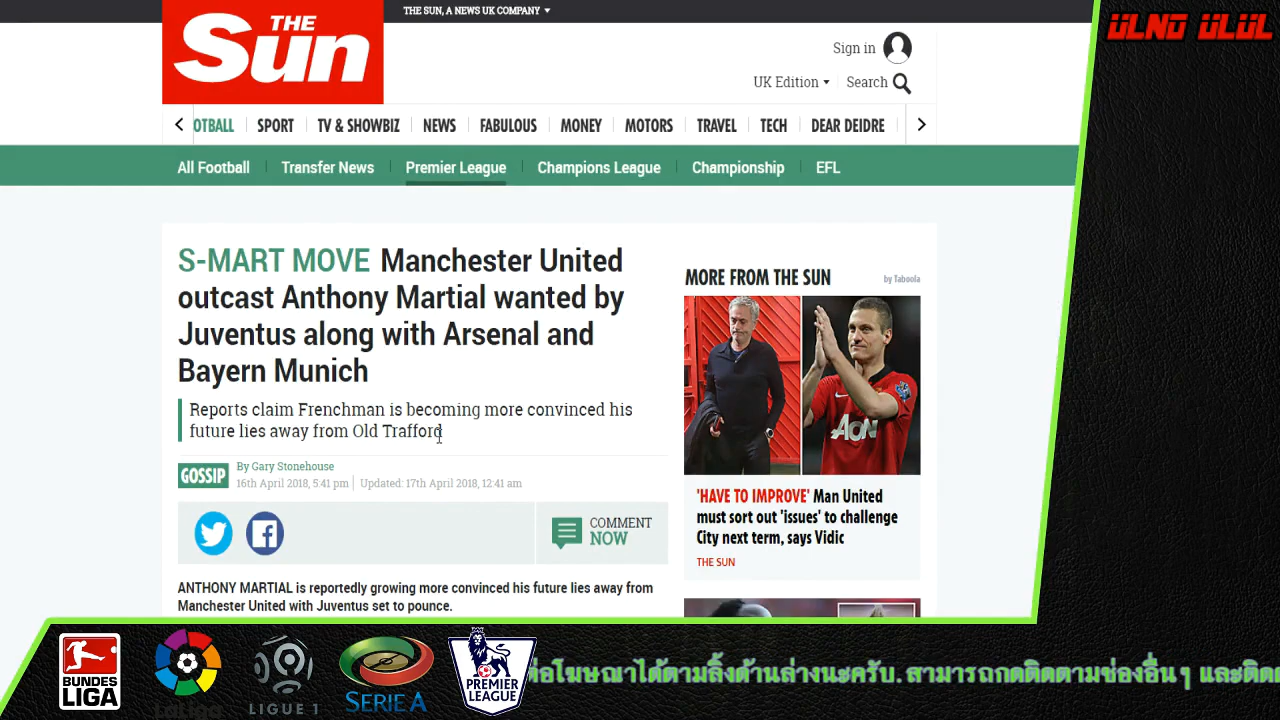 THE SUN, A NEWS UK COMPANY
THE
Sun
Sign in
UK Edition
Search
OTBALL
SPORT
TV & SHOWBIZ
NEWS
FABULOUS
MONEY
MOTORS
TRAVEL
TECH
DEAR DEIDRE
All Football
Transfer News
Premier League
Champions League
Championship
EFL
S-MART MOVE Manchester United
outcast Anthony Martial wanted by
Juventus along with Arsenal and
Bayern Munich
Reports claim Frenchman is becoming more convinced his
future lies away from Old Trafford
GOSSIP
By Gary Stonehouse
16th April 2018, 5:41 pm
Updated: 17th April 2018, 12:41 am
COMMENT
NOW
ANTHONY MARTIAL is reportedly growing more convinced his future lies away from
Manchester United with Juventus set to pounce.
MORE FROM THE SUN
by Taboola
AON
'HAVE TO IMPROVE' Man United
must sort out 'issues' to challenge
City next term, says Vidic
THE SUN
BUNDES
LIGA
LaLiga
LIGUE 1
SERIE A
PREMIER
LEAGUE
ต่อโฆษณาได้ตามลิ้งด้านล่างนะครับ. สามารถกดติดตามช่องอื่นๆ และติด